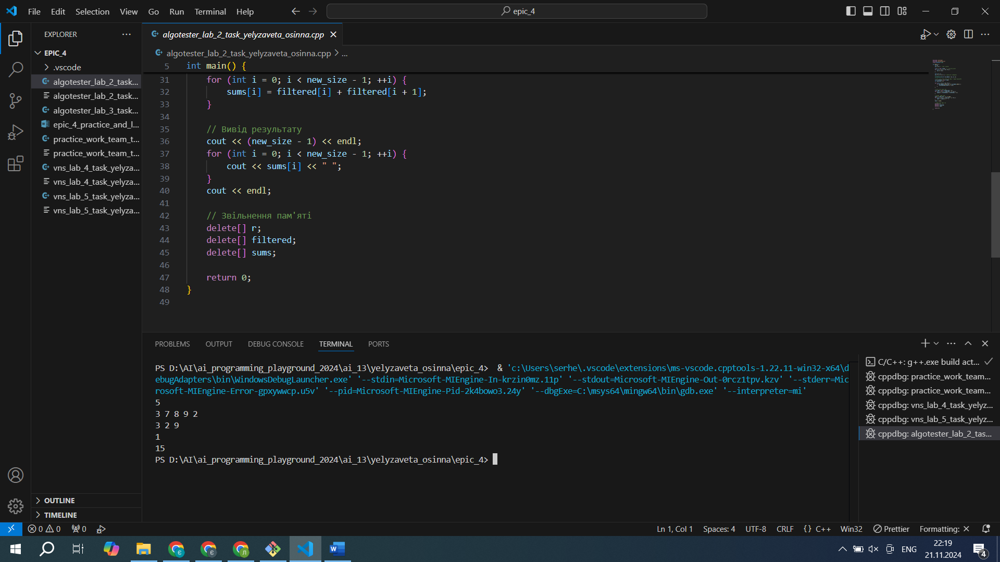 File Edit Selection View Go Run Terminal Help epic_4
EXPLORER
EPIC_4
.vscode
algotester_lab_2_task...
algotester_lab_2_task...
algotester_lab_3_task...
epic_4_practice_and_l...
practice_work_team_t...
practice_work_team_t...
vns_lab_4_task_yelyza...
vns_lab_4_task_yelyza...
vns_lab_5_task_yelyza...
vns_lab_5_task_yelyza...
OUTLINE
TIMELINE
algotester_lab_2_task_yelyzaveta_osinna.cpp
algotester_lab_2_task_yelyzaveta_osinna.cpp > ...
5 int main() {
31 for (int i = 0; i < new_size - 1; ++i) {
32 sums[i] = filtered[i] + filtered[i + 1];
33 }
34
35 // Вивід результату
36 cout << (new_size - 1) << endl;
37 for (int i = 0; i < new_size - 1; ++i) {
38 cout << sums[i] << " ";
39 }
40 cout << endl;
41
42 // Звільнення пам'яті
43 delete[] r;
44 delete[] filtered;
45 delete[] sums;
46
47 return 0;
48 }
49
PROBLEMS OUTPUT DEBUG CONSOLE TERMINAL PORTS
PS D:\AI\ai_programming_playground_2024\ai_13\yelyzaveta_osinna\epic_4> & 'c:\Users\serhe\.vscode\extensions\ms-vscode.cpptools-1.22.11-win32-x64\d
ebugAdapters\bin\WindowsDebugLauncher.exe' '--stdin=Microsoft-MIEngine-In-krzin0mz.11p' '--stdout=Microsoft-MIEngine-Out-0rcz1tpv.kzv' '--stderr=Mic
rosoft-MIEngine-Error-gpxywwcp.u5v' '--pid=Microsoft-MIEngine-Pid-2k4bowo3.24y' '--dbgExe=C:\msys64\mingw64\bin\gdb.exe' '--interpreter=mi'
5
3 7 8 9 2
3 2 9
1
15
PS D:\AI\ai_programming_playground_2024\ai_13\yelyzaveta_osinna\epic_4>
C/C++: g++.exe build act...
cppdbg: practice_work_team...
cppdbg: practice_work_team...
cppdbg: vns_lab_4_task_yelyz...
cppdbg: vns_lab_5_task_yelyz...
cppdbg: algotester_lab_2_tas...
0 0 0 Ln 1, Col 1 Spaces: 4 UTF-8 CRLF {} C++ Win32 Prettier Formatting:
ENG
22:19
21.11.2024
4